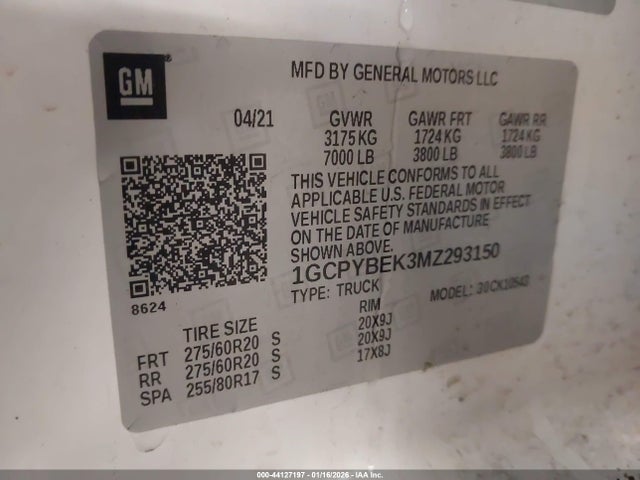 GM
MFD BY GENERAL MOTORS LLC
04/21 GVWR GAWR FRT GAWR RR
3175 KG 1724 KG 1724 KG
7000 LB 3800 LB 3800 LB
THIS VEHICLE CONFORMS TO ALL
APPLICABLE U.S. FEDERAL MOTOR
VEHICLE SAFETY STANDARDS IN EFFECT
ON THE DATE OF MANUFACTURE
SHOWN ABOVE.
1GCPYBEK3MZ293150
TYPE: TRUCK MODEL: 30CK10543
8624
TIRE SIZE RIM
FRT 275/60R20 S 20X9J
RR 275/60R20 S 20X9J
SPA 255/80R17 S 17X8J
000-44127197 - 01/16/2026 - IAAI.COM